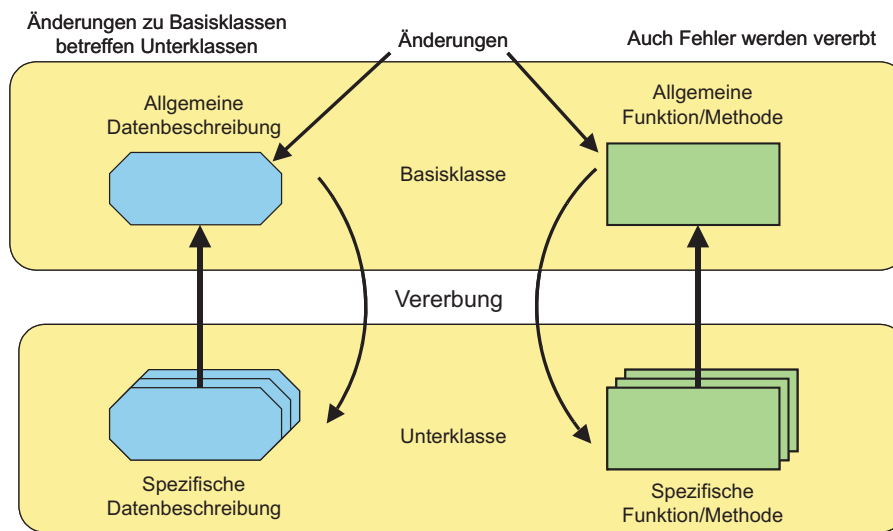 Änderungen zu Basisklassen
betreffen Unterklassen
Änderungen
Auch Fehler werden vererbt
Allgemeine
Datenbeschreibung
Allgemeine
Funktion/Methode
Basisklasse
Vererbung
Unterklasse
Spezifische
Datenbeschreibung
Spezifische
Funktion/Methode